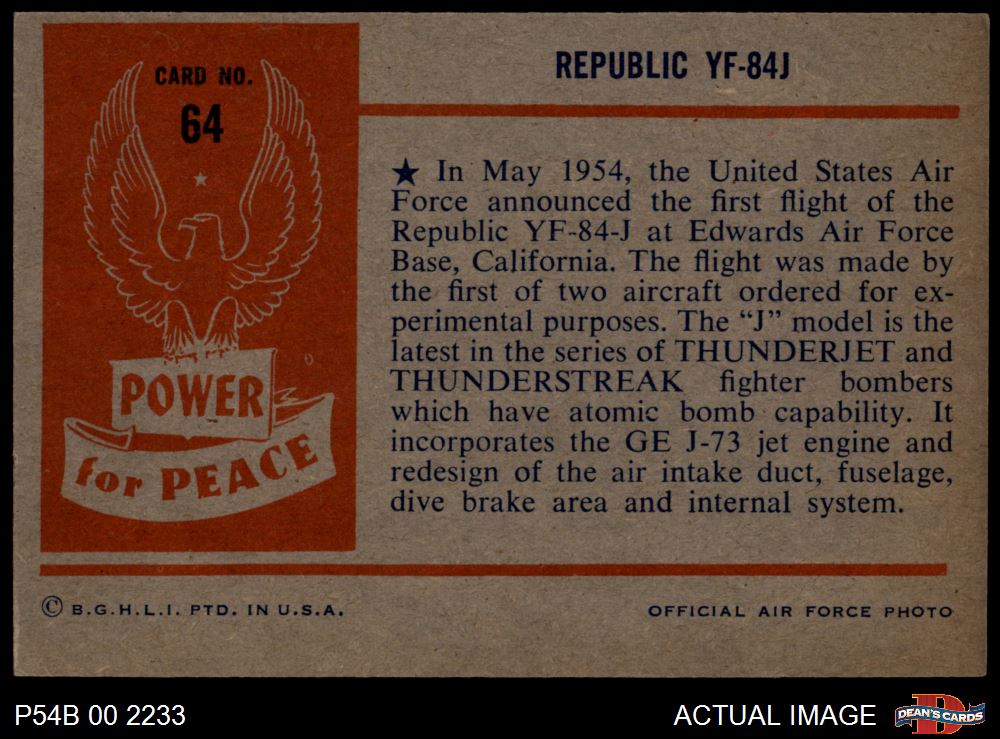 CARD NO.
64
POWER
for PEACE
REPUBLIC YF-84J
★ In May 1954, the United States Air
Force announced the first flight of the
Republic YF-84-J at Edwards Air Force
Base, California. The flight was made by
the first of two aircraft ordered for ex-
perimental purposes. The “J” model is the
latest in the series of THUNDERJET and
THUNDERSTREAK fighter bombers
which have atomic bomb capability. It
incorporates the GE J-73 jet engine and
redesign of the air intake duct, fuselage,
dive brake area and internal system.
© B.G.H.L.I. PTD. IN U.S.A.
OFFICIAL AIR FORCE PHOTO
P54B 00 2233
ACTUAL IMAGE
D
DEAN'S CARDS